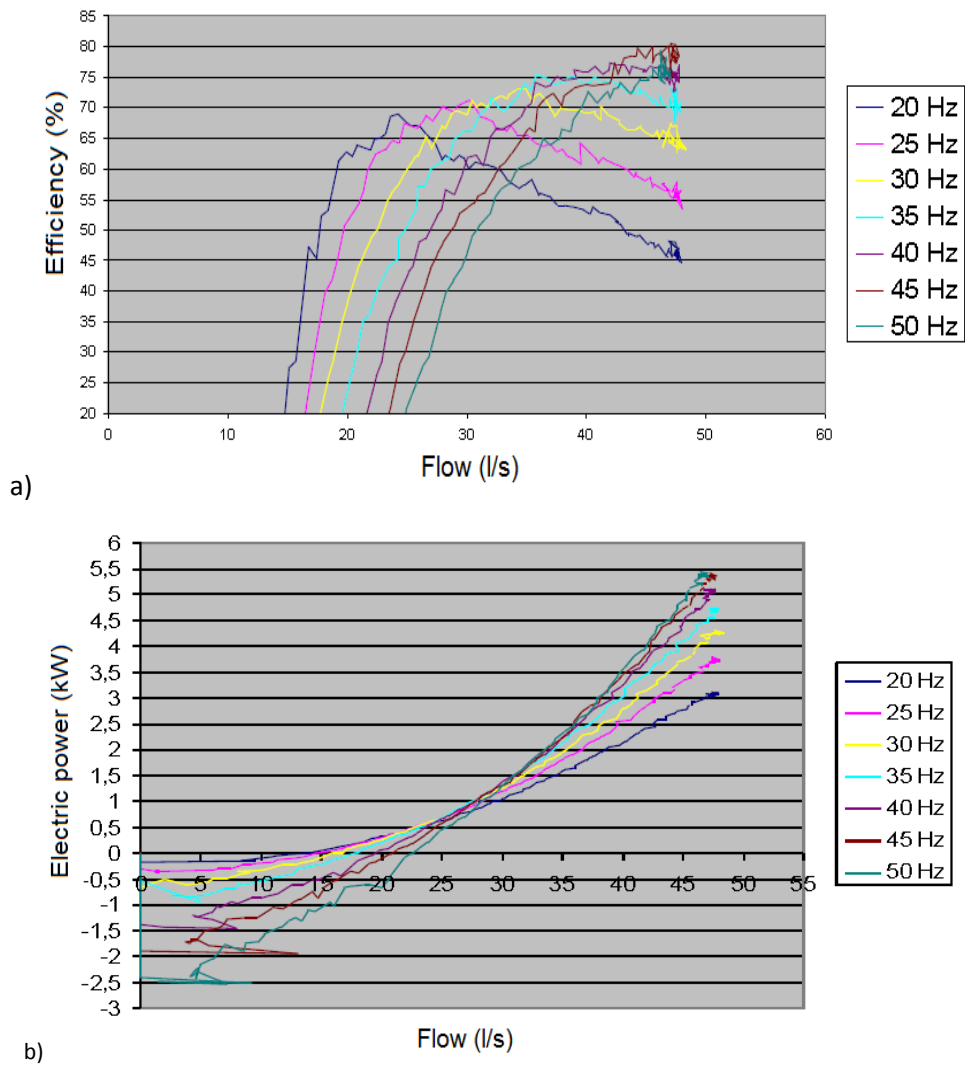 85
80
75
70
65
60
55
50
45
40
35
30
25
20
Efficiency (%)
0 10 20 30 40 50 60
Flow (l/s)
20 Hz
25 Hz
30 Hz
35 Hz
40 Hz
45 Hz
50 Hz
a)
6
5,5
5
4,5
4
3,5
3
2,5
2
1,5
1
0,5
0
-0,5
-1
-1,5
-2
-2,5
-3
Electric power (kW)
0 5 10 15 20 25 30 35 40 45 50 55
Flow (l/s)
20 Hz
25 Hz
30 Hz
35 Hz
40 Hz
45 Hz
50 Hz
b)